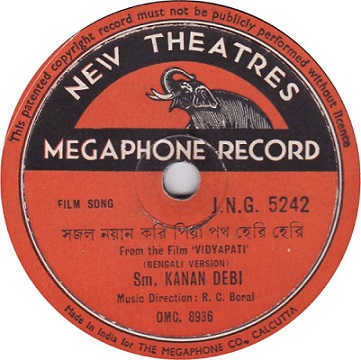 This patented copyright record must not be publicly performed without licence.
NEW THEATRES
MEGAPHONE RECORD
FILM SONG
J.N.G. 5242
সজল নয়ান করি পিয়া পথ হেরি হেরি
From the Film 'VIDYAPATI'
(BENGALI VERSION)
Sm. KANAN DEBI
Music Direction: R. C. Boral
OMC. 8936
Made in India for THE MEGAPHONE CO., CALCUTTA